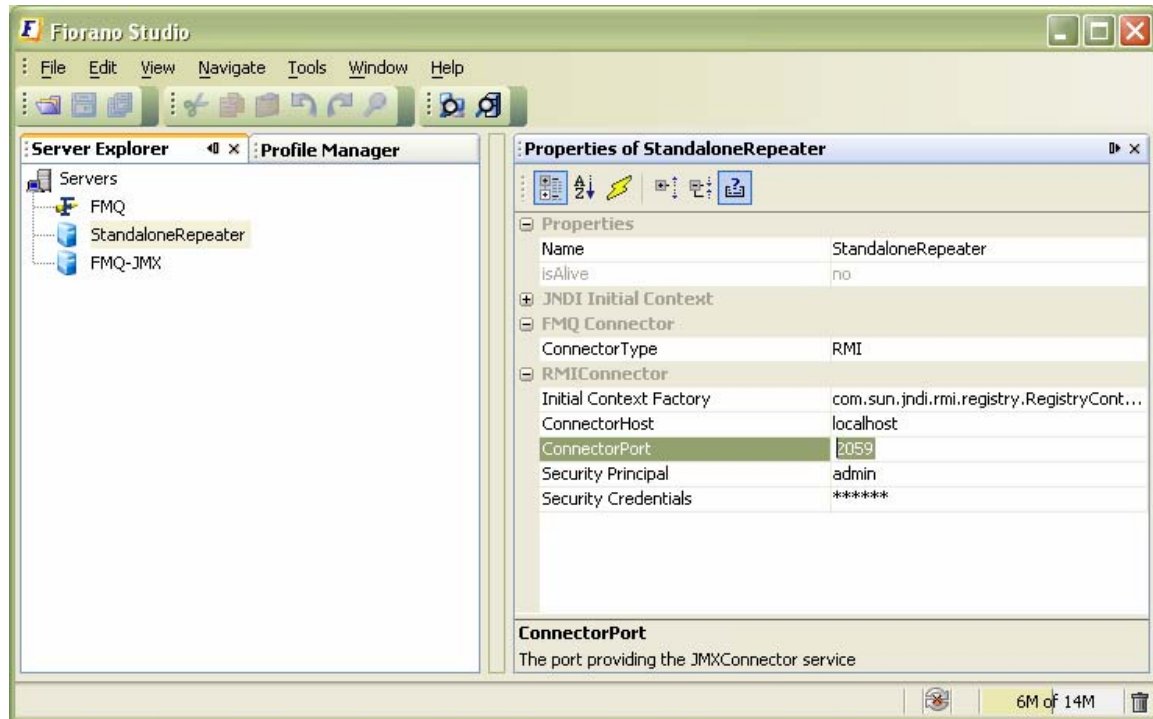 Fiorano Studio
File Edit View Navigate Tools Window Help
Server Explorer
Profile Manager
Servers
FMQ
StandaloneRepeater
FMQ-JMX
Properties of StandaloneRepeater
Properties
Name StandaloneRepeater
isAlive no
JNDI Initial Context
FMQ Connector
ConnectorType RMI
RMIConnector
Initial Context Factory com.sun.jndi.rmi.registry.RegistryCont...
ConnectorHost localhost
ConnectorPort 2059
Security Principal admin
Security Credentials ******
ConnectorPort
The port providing the JMXConnector service
6M of 14M